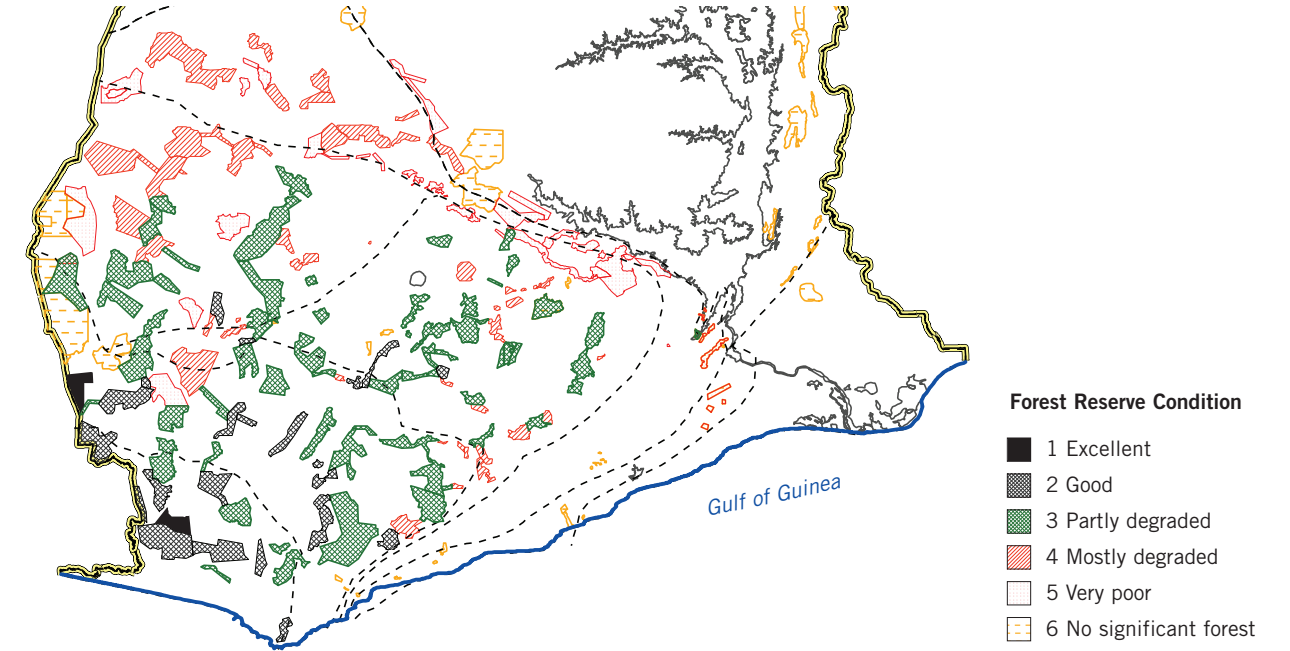 Forest Reserve Condition
1 Excellent
2 Good
Gulf of Guinea
3 Partly degraded
4 Mostly degraded
5 Very poor
6 No significant forest